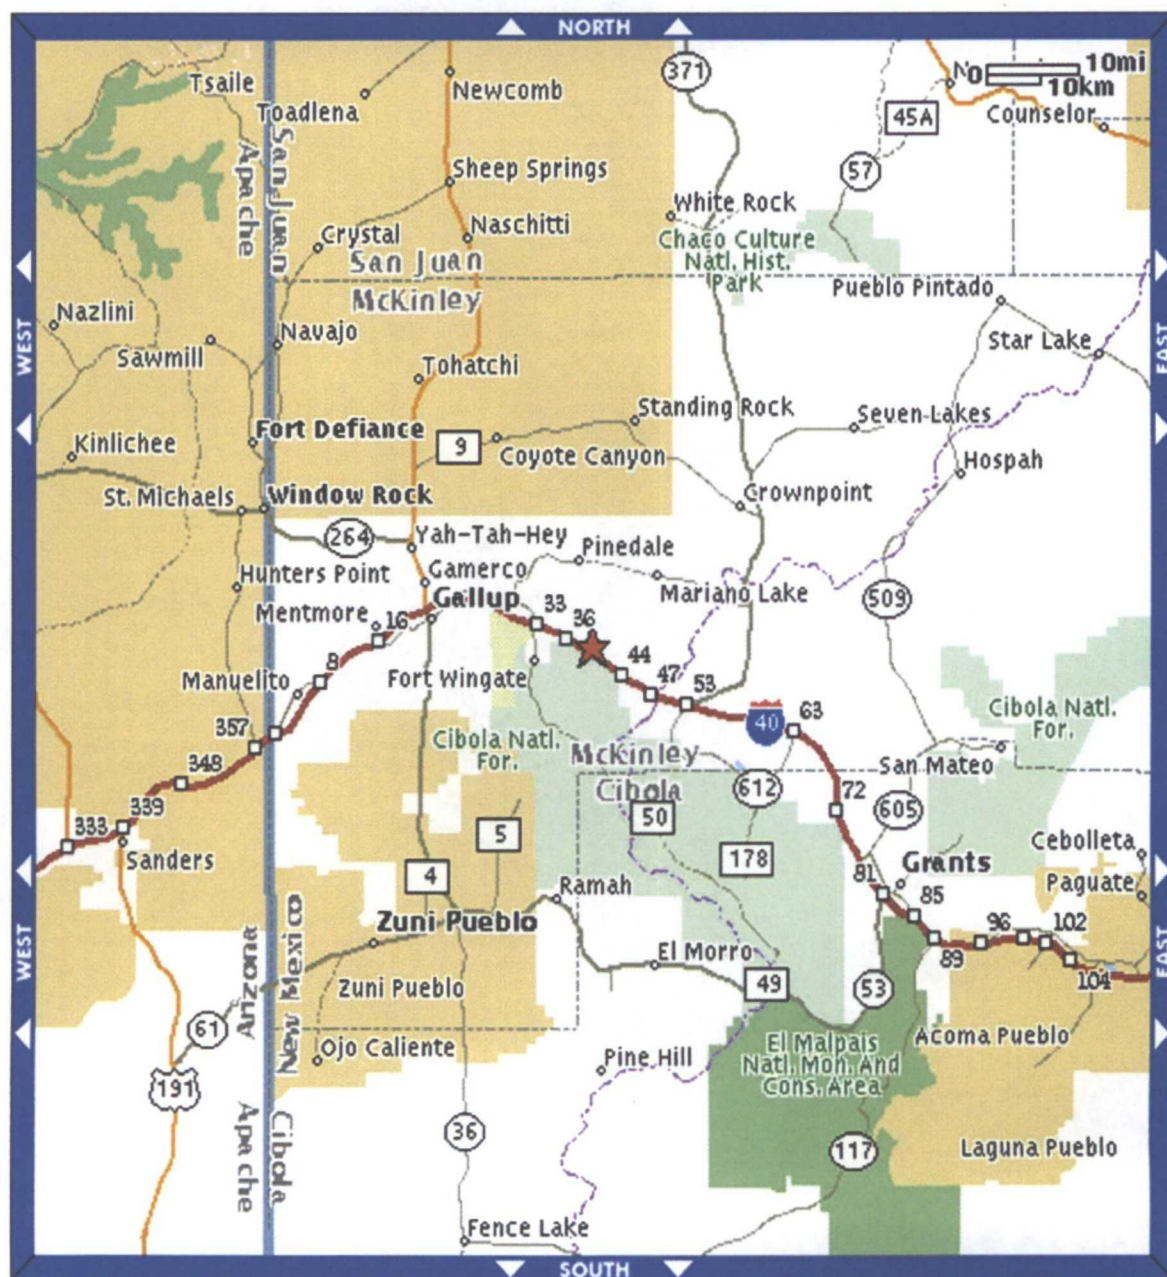 NORTH
Tsaile
Toadlena
Newcomb
371
10mi
0
10km
45A
Counselor
San Juan
Apache
Sheep Springs
57
White Rock
Naschitti
Crystal
Chaco Culture
Natl. Hist.
Park
San Juan
McKinley
Pueblo Pintado
Nazlini
Navajo
Sawmill
Star Lake
WEST
EAST
Tohatchi
Standing Rock
Seven Lakes
Kinlichee
Fort Defiance
9
Coyote Canyon
Hospah
St. Michaels
Window Rock
Crownpoint
264
Yah-Tah-Hey
Pinedale
Hunters Point
Gamerco
Mariano Lake
Mentmore
16
Gallup
33
36
509
8
44
47
53
Manuelito
Fort Wingate
357
40
63
Cibola Natl.
For.
Cibola Natl.
For.
McKinley
Cibola
348
San Mateo
612
72
605
339
333
50
5
178
Sanders
4
Cebolleta
Grants
81
85
Paguate
Ramah
Zuni Pueblo
96
102
89
104
El Morro
49
53
WEST
EAST
Arizona
New Mexico
Zuni Pueblo
61
Acoma Pueblo
Ojo Caliente
El Malpais
Natl. Mon. And
Cons. Area
Pine Hill
191
Apache
Cibola
36
117
Laguna Pueblo
Fence Lake
SOUTH